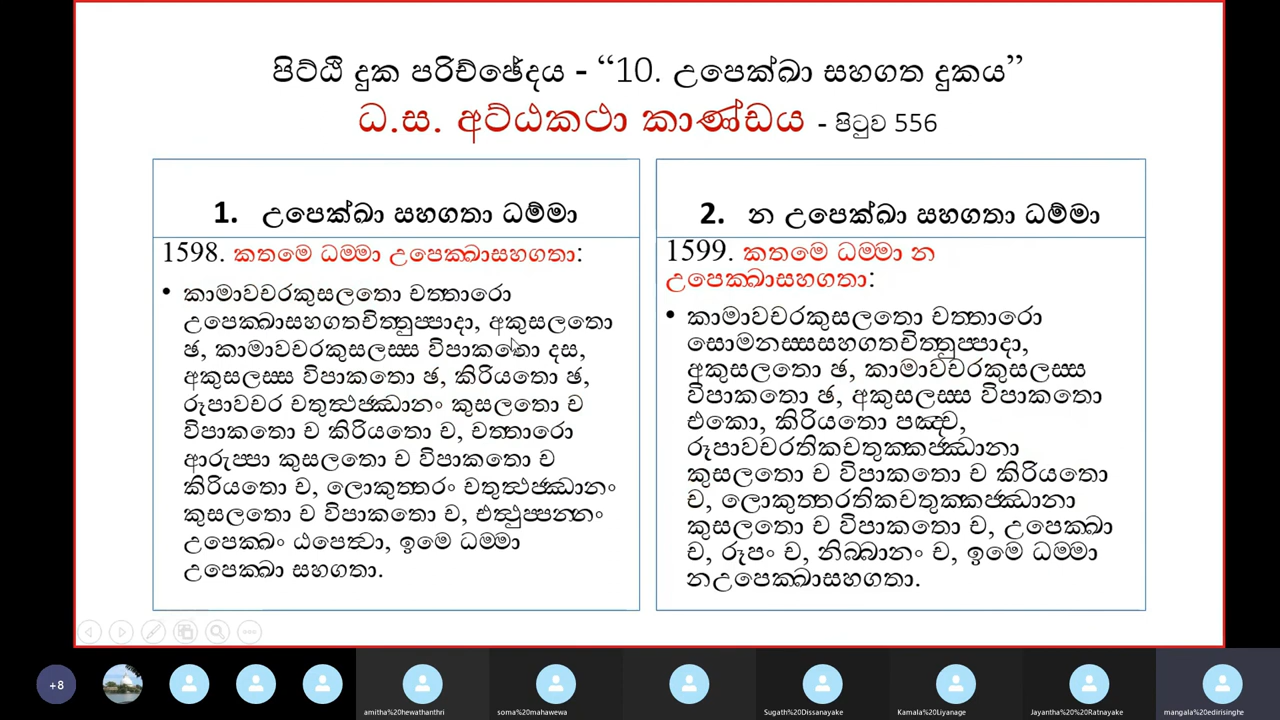 පිට්ඨි දුක පරිච්ඡේදය - “10. උපෙක්ඛා සහගත දුකය”
ධ.ස. අට්ඨකථා කාණ්ඩය - පිටුව 556
1. උපෙක්ඛා සහගතා ධම්මා
1598. කතමෙ ධම්මා උපෙක්ඛාසහගතා:
• කාමාවචරකුසලතො චත්තාරො
උපෙක්ඛාසහගතචිත්තුප්පාදා, අකුසලතො
ඡ, කාමාවචරකුසලස්ස විපාකතො දස,
අකුසලස්ස විපාකතො ඡ, කිරියතො ඡ,
රූපාවචර චතුත්ථජ්ඣානං කුසලතො ච
විපාකතො ච කිරියතො ච, චත්තාරො
ආරුප්පා කුසලතො ච විපාකතො ච
කිරියතො ච, ලොකුත්තරං චතුත්ථජ්ඣානං
කුසලතො ච විපාකතො ච, එත්ථුප්පන්නං
උපෙක්ඛං ඨපෙත්වා, ඉමෙ ධම්මා
උපෙක්ඛා සහගතා.
2. න උපෙක්ඛා සහගතා ධම්මා
1599. කතමෙ ධම්මා න
උපෙක්ඛාසහගතා:
• කාමාවචරකුසලතො චත්තාරො
සොමනස්සසහගතචිත්තුප්පාදා,
අකුසලතො ඡ, කාමාවචරකුසලස්ස
විපාකතො ඡ, අකුසලස්ස විපාකතො
එකො, කිරියතො පඤ්ච,
රූපාවචරතිකචතුක්කජ්ඣානා
කුසලතො ච විපාකතො ච කිරියතො
ච, ලොකුත්තරතිකචතුක්කජ්ඣානා
කුසලතො ච විපාකතො ච, උපෙක්ඛා
ච, රූපං ච, නිබ්බානං ච, ඉමෙ ධම්මා
නඋපෙක්ඛාසහගතා.
+8
amitha%20hewathanthri
soma%20mahawewa
Sugath%20Dissanayake
Kamala%20Liyanage
Jayantha%20%20Ratnayake
mangala%20edirisinghe